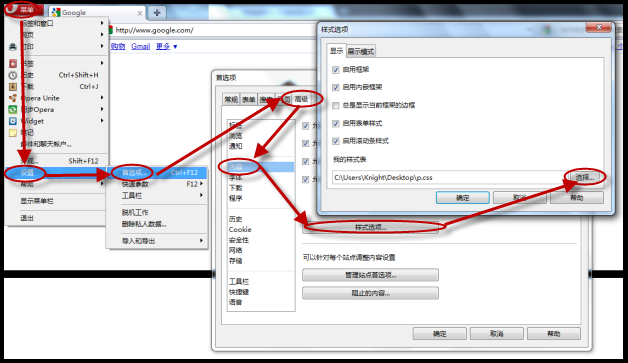 菜单
Google
标签和窗口
网页
打印
http://www.google.com/
购物 Gmail 更多
书签
历史 Ctrl+Shift+H
下载 Ctrl+J
Opera Unite
同步Opera
Widget
笔记
邮件和聊天帐户...
外观... Shift+F12
设置
帮助
显示菜单栏
退出
首选项... Ctrl+F12
快速参数 F12
工具栏
脱机工作
删除私人数据...
导入和导出
首选项
常规 表单 搜索 网页 高级
标签
浏览
通知
内容
字体
下载
程序
历史
Cookie
安全性
网络
存储
工具栏
快捷键
语音
样式选项...
可以针对每个站点调整内容设置
管理站点首选项...
阻止的内容...
确定 取消 帮助
样式选项
显示 展示模式
启用框架
启用内嵌框架
总是显示当前框架的边框
启用表单样式
启用滚动条样式
我的样式表
C:\Users\Knight\Desktop\p.css
选择...
确定 取消 帮助